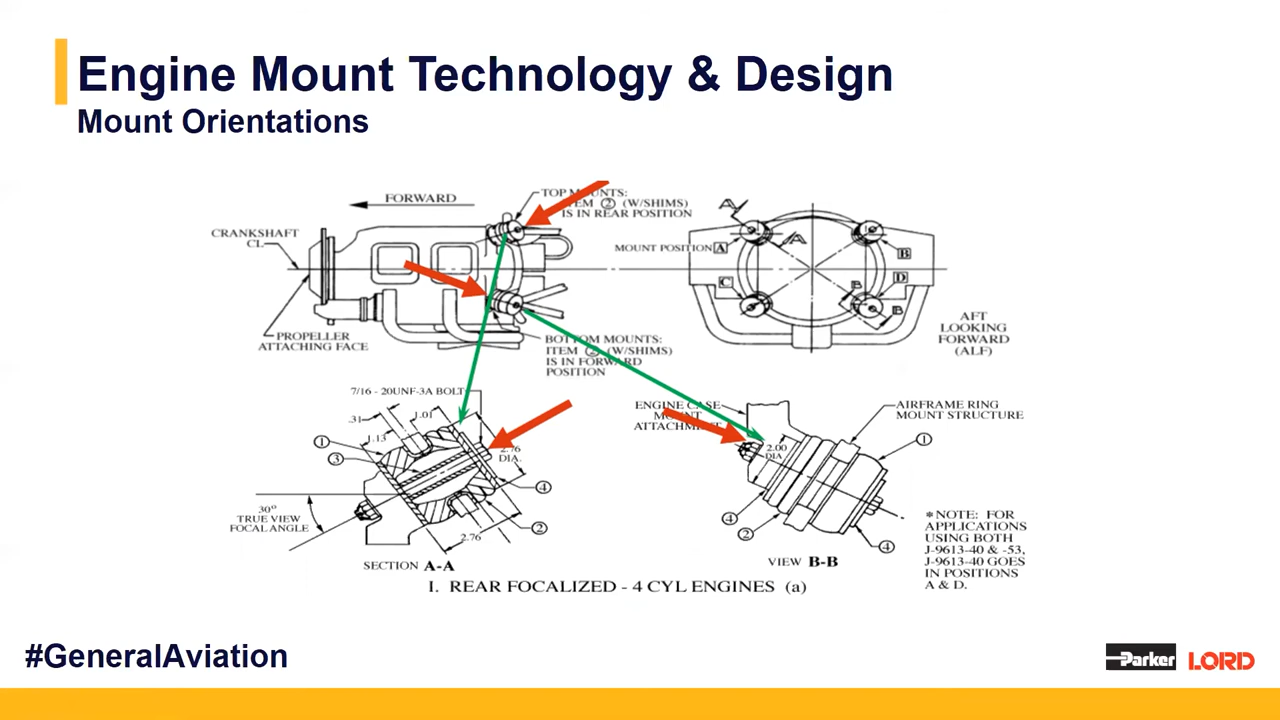 Engine Mount Technology & Design
Mount Orientations
FORWARD
CRANKSHAFT
CL
PROPELLER
ATTACHING FACE
TOP MOUNTS:
ITEM 2 (W/SHIMS)
IS IN REAR POSITION
BOTTOM MOUNTS:
ITEM 2 (W/SHIMS)
IS IN FORWARD
POSITION
MOUNT POSITION A
A
A
B
C
D
B
B
AFT
LOOKING
FORWARD
(ALF)
7/16 - 20UNF-3A BOLT
.31
1.01
1.13
1
3
2.76
DIA.
4
2
2.76
30°
TRUE VIEW
FOCAL ANGLE
SECTION A-A
ENGINE CASE
MOUNT
ATTACHMENT
AIRFRAME RING
MOUNT STRUCTURE
1
2.00
DIA
4
2
4
VIEW B-B
*NOTE: FOR
APPLICATIONS
USING BOTH
J-9613-40 & -53,
J-9613-40 GOES
IN POSITIONS
A & D.
I. REAR FOCALIZED - 4 CYL ENGINES (a)
#GeneralAviation
Parker LORD